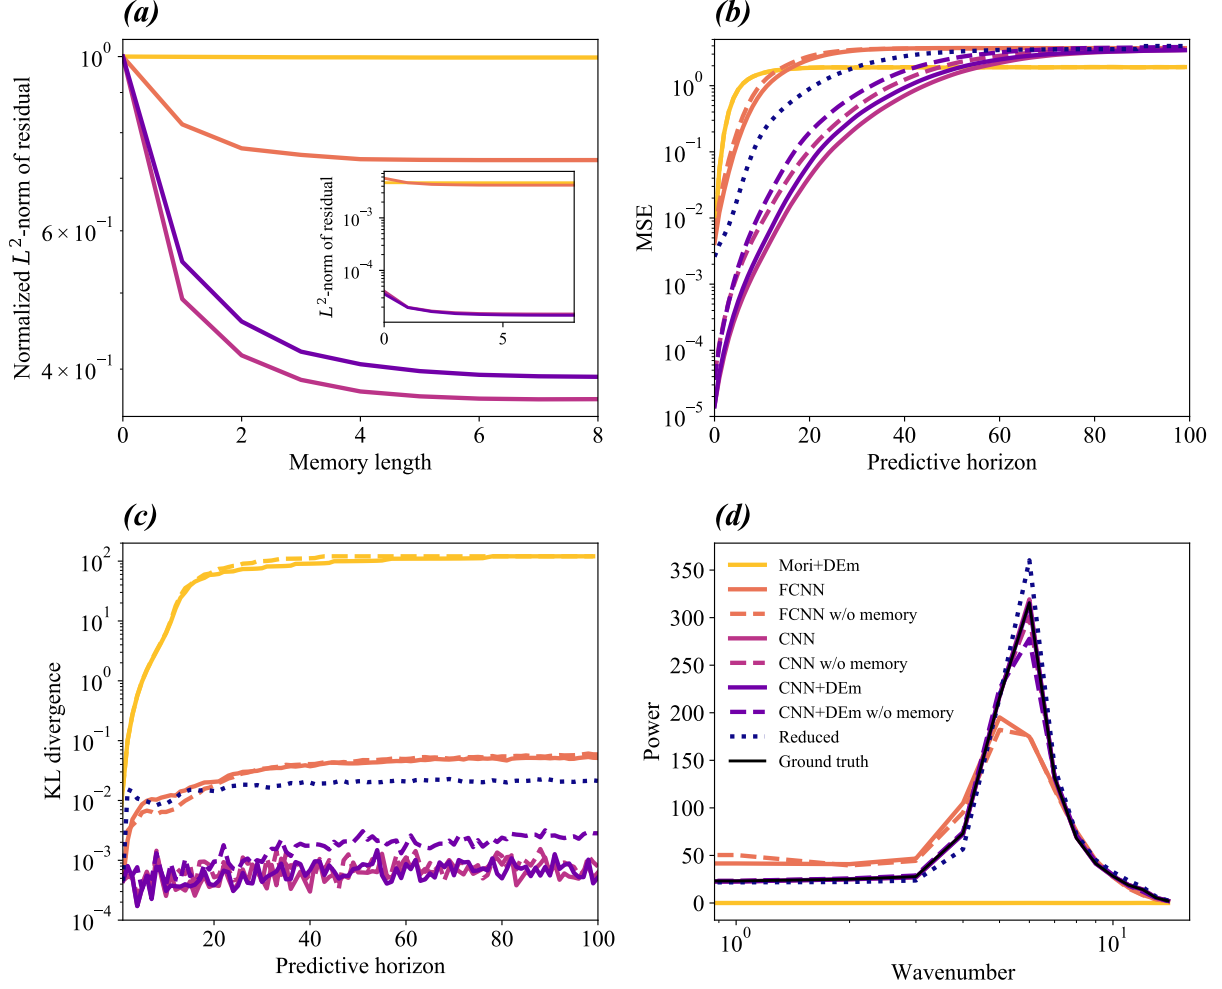 (a)
10^0
6 × 10^-1
4 × 10^-1
Normalized L^2-norm of residual
0 2 4 6 8
Memory length
10^-3
10^-4
L^2-norm of residual
0 5
(b)
10^0
10^-1
10^-2
10^-3
10^-4
10^-5
MSE
0 20 40 60 80 100
Predictive horizon
(c)
10^2
10^1
10^0
10^-1
10^-2
10^-3
10^-4
KL divergence
20 40 60 80 100
Predictive horizon
(d)
350
300
250
200
150
100
50
0
Power
Mori+DEm
FCNN
FCNN w/o memory
CNN
CNN w/o memory
CNN+DEm
CNN+DEm w/o memory
Reduced
Ground truth
10^0 10^1
Wavenumber